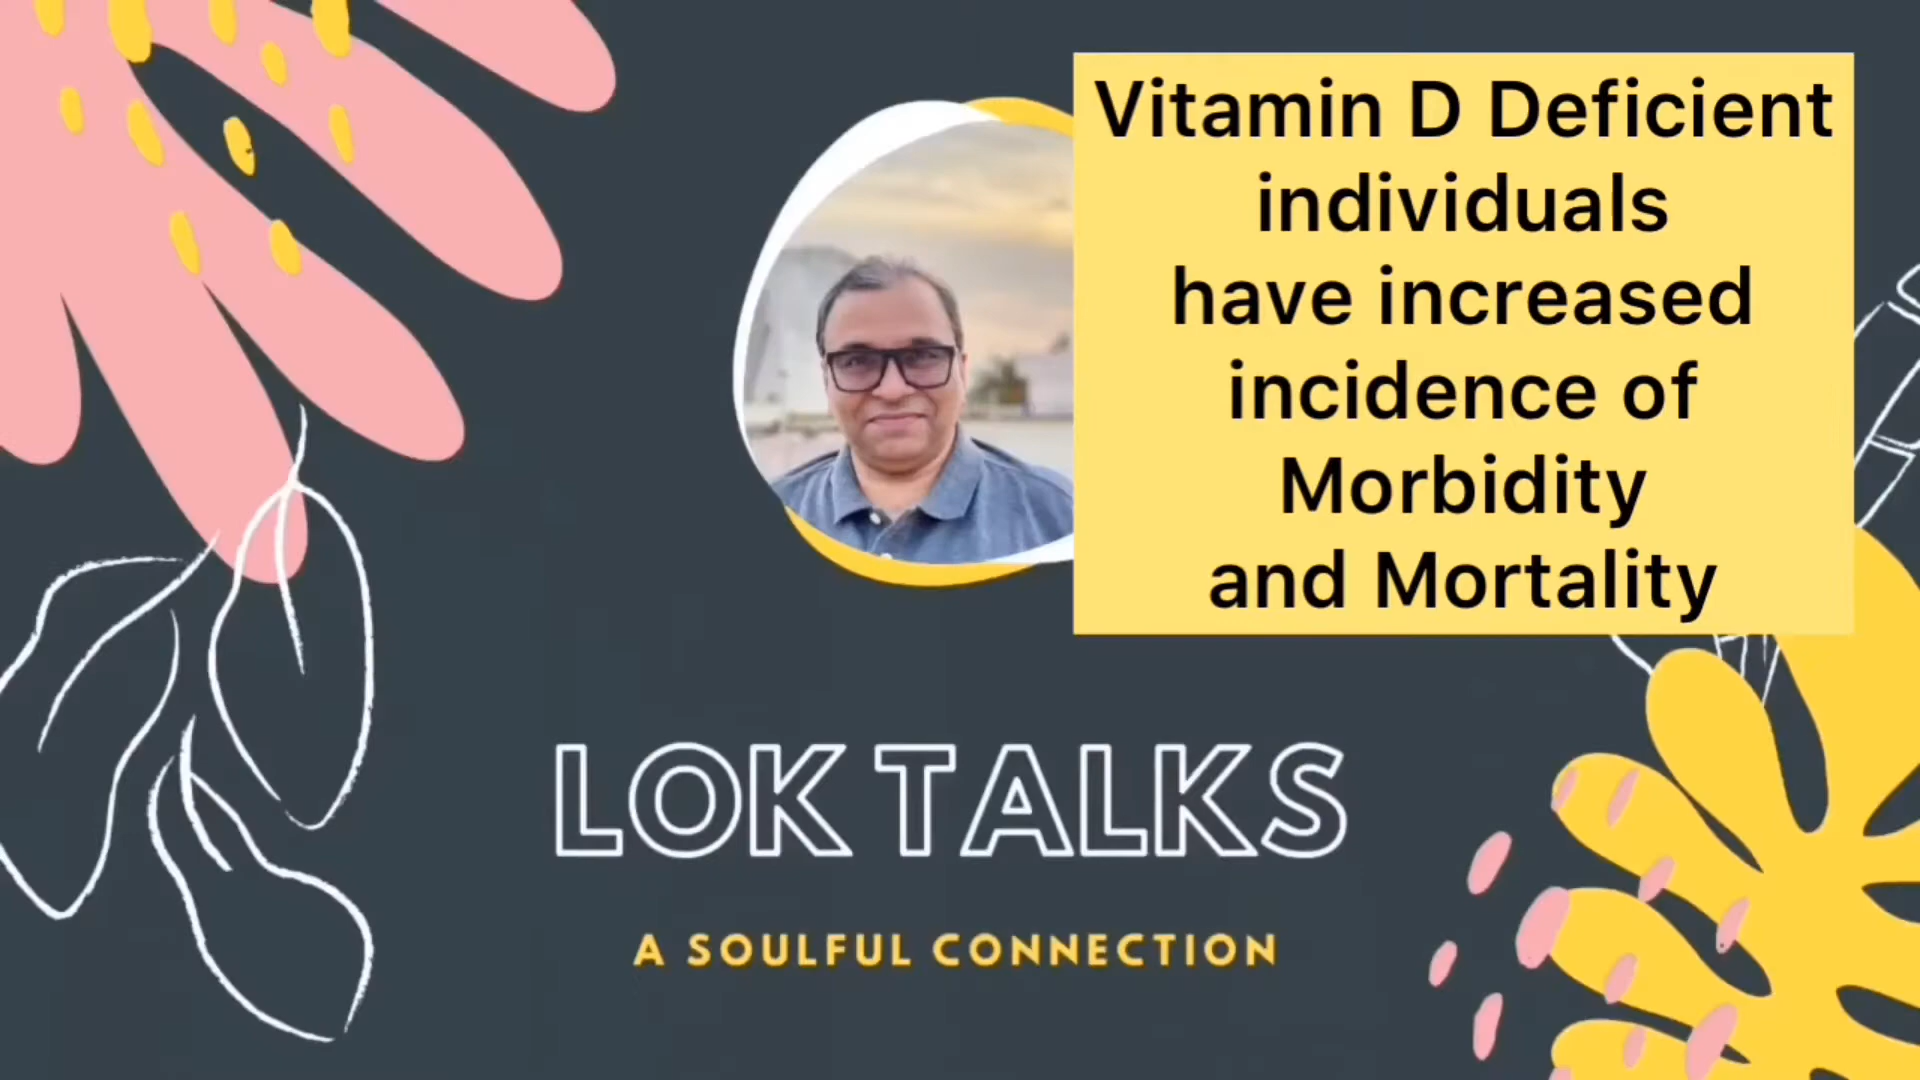 Vitamin D Deficient
individuals
have increased
incidence of
Morbidity
and Mortality
LOK TALKS
A SOULFUL CONNECTION